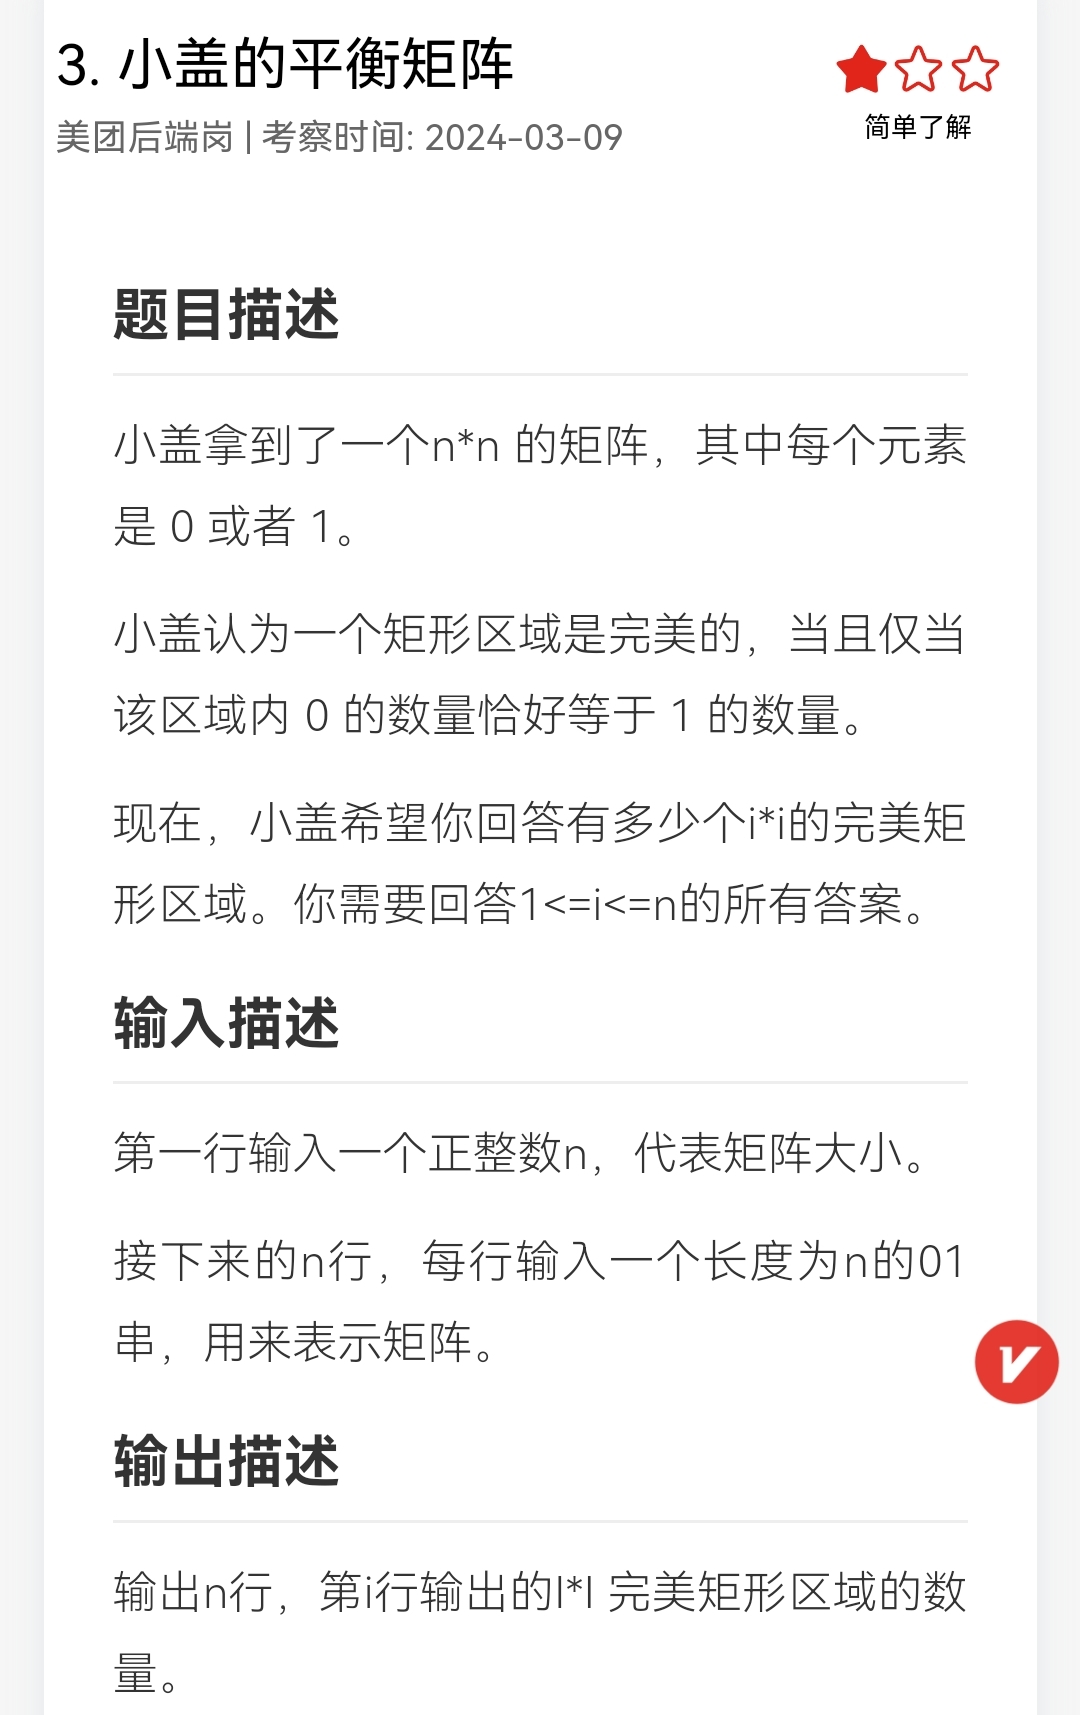 3. 小盖的平衡矩阵
美团后端岗 | 考察时间: 2024-03-09
简单了解
题目描述
小盖拿到了一个n*n 的矩阵，其中每个元素
是 0 或者 1。
小盖认为一个矩形区域是完美的，当且仅当
该区域内 0 的数量恰好等于 1 的数量。
现在，小盖希望你回答有多少个i*i的完美矩
形区域。你需要回答1<=i<=n的所有答案。
输入描述
第一行输入一个正整数n，代表矩阵大小。
接下来的n行，每行输入一个长度为n的01
串，用来表示矩阵。
V
输出描述
输出n行，第i行输出的I*I 完美矩形区域的数
量。